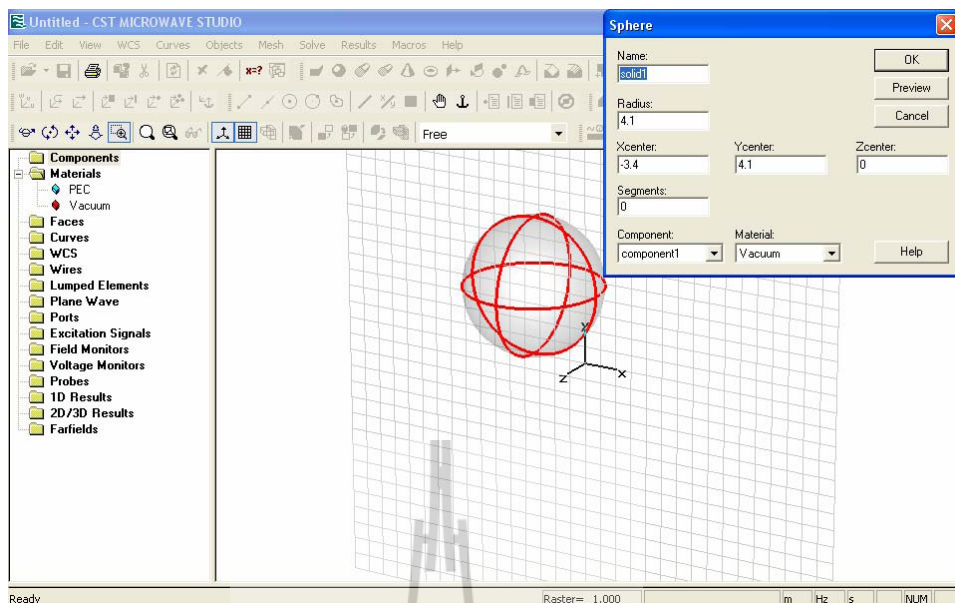 Untitled - CST MICROWAVE STUDIO
File Edit View WCS Curves Objects Mesh Solve Results Macros Help
x=?
Free
Components
Materials
PEC
Vacuum
Faces
Curves
WCS
Wires
Lumped Elements
Plane Wave
Ports
Excitation Signals
Field Monitors
Voltage Monitors
Probes
1D Results
2D/3D Results
Farfields
Y
X
Z
Sphere
Name:
solid1
OK
Radius:
Preview
4.1
Cancel
Xcenter: Ycenter: Zcenter:
-3.4 4.1 0
Segments:
0
Component: Material:
component1 Vacuum Help
Ready Raster= 1.000 m Hz s NUM